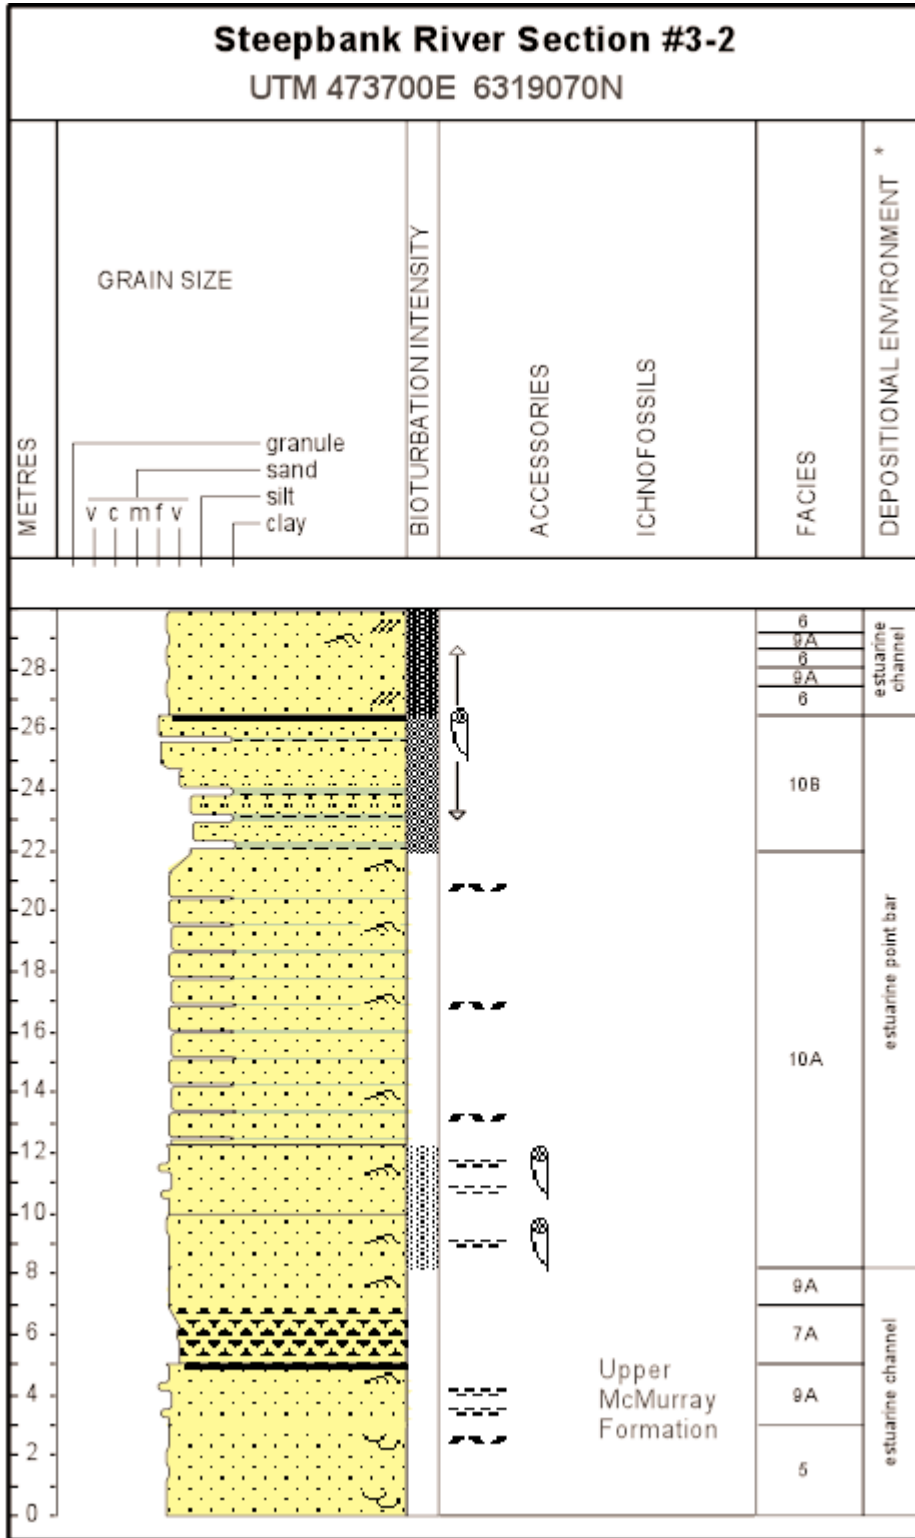 Steepbank River Section #3-2
UTM 473700E 6319070N
METRES
GRAIN SIZE
granule
sand
silt
clay
v c m f v
BIOTURBATION INTENSITY
ACCESSORIES
ICHNOFOSSILS
FACIES
DEPOSITIONAL ENVIRONMENT *
28
26
24
22
20
18
16
14
12
10
8
6
4
2
0
Upper
McMurray
Formation
6
9A
6
9A
6
10B
10A
9A
7A
9A
5
estuarine
channel
estuarine point bar
estuarine channel